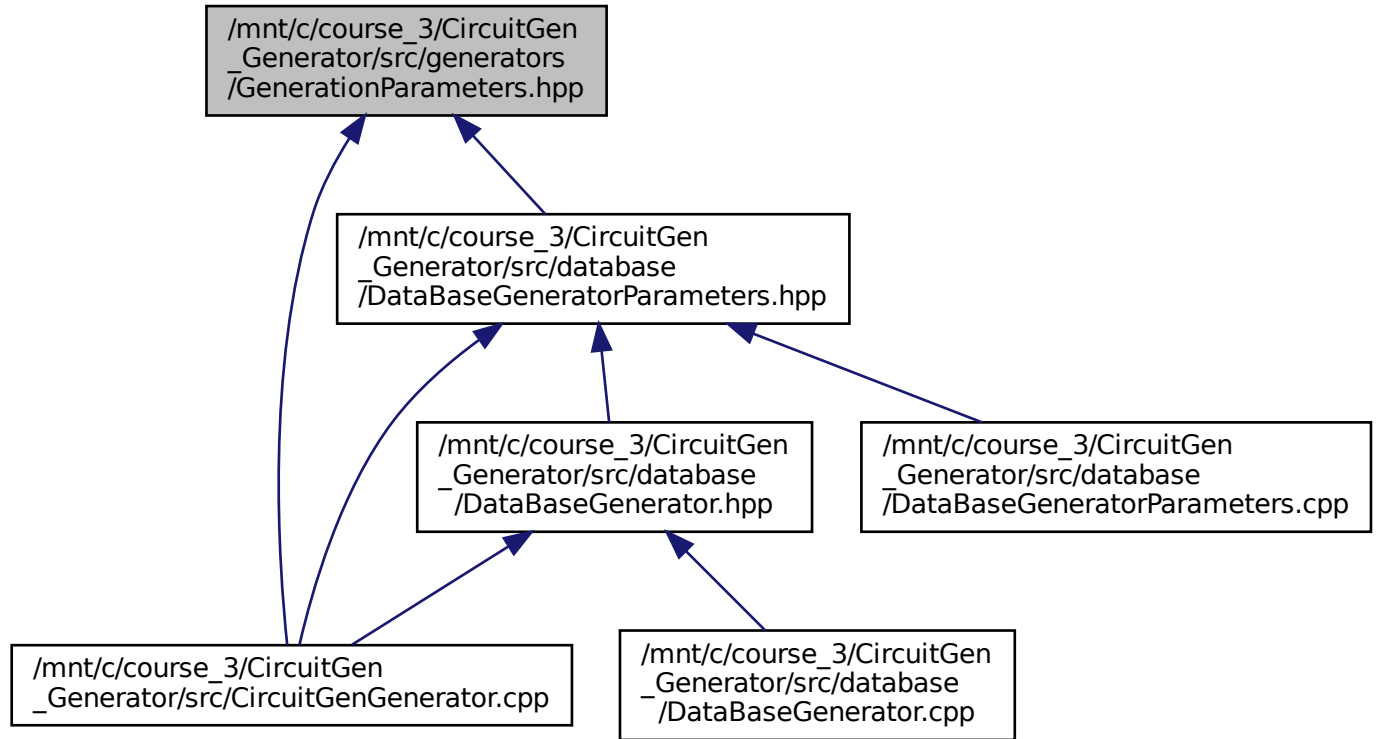 /mnt/c/course_3/CircuitGen
_Generator/src/generators
/GenerationParameters.hpp
/mnt/c/course_3/CircuitGen
_Generator/src/database
/DataBaseGeneratorParameters.hpp
/mnt/c/course_3/CircuitGen
_Generator/src/database
/DataBaseGenerator.hpp
/mnt/c/course_3/CircuitGen
_Generator/src/database
/DataBaseGeneratorParameters.cpp
/mnt/c/course_3/CircuitGen
_Generator/src/CircuitGenGenerator.cpp
/mnt/c/course_3/CircuitGen
_Generator/src/database
/DataBaseGenerator.cpp